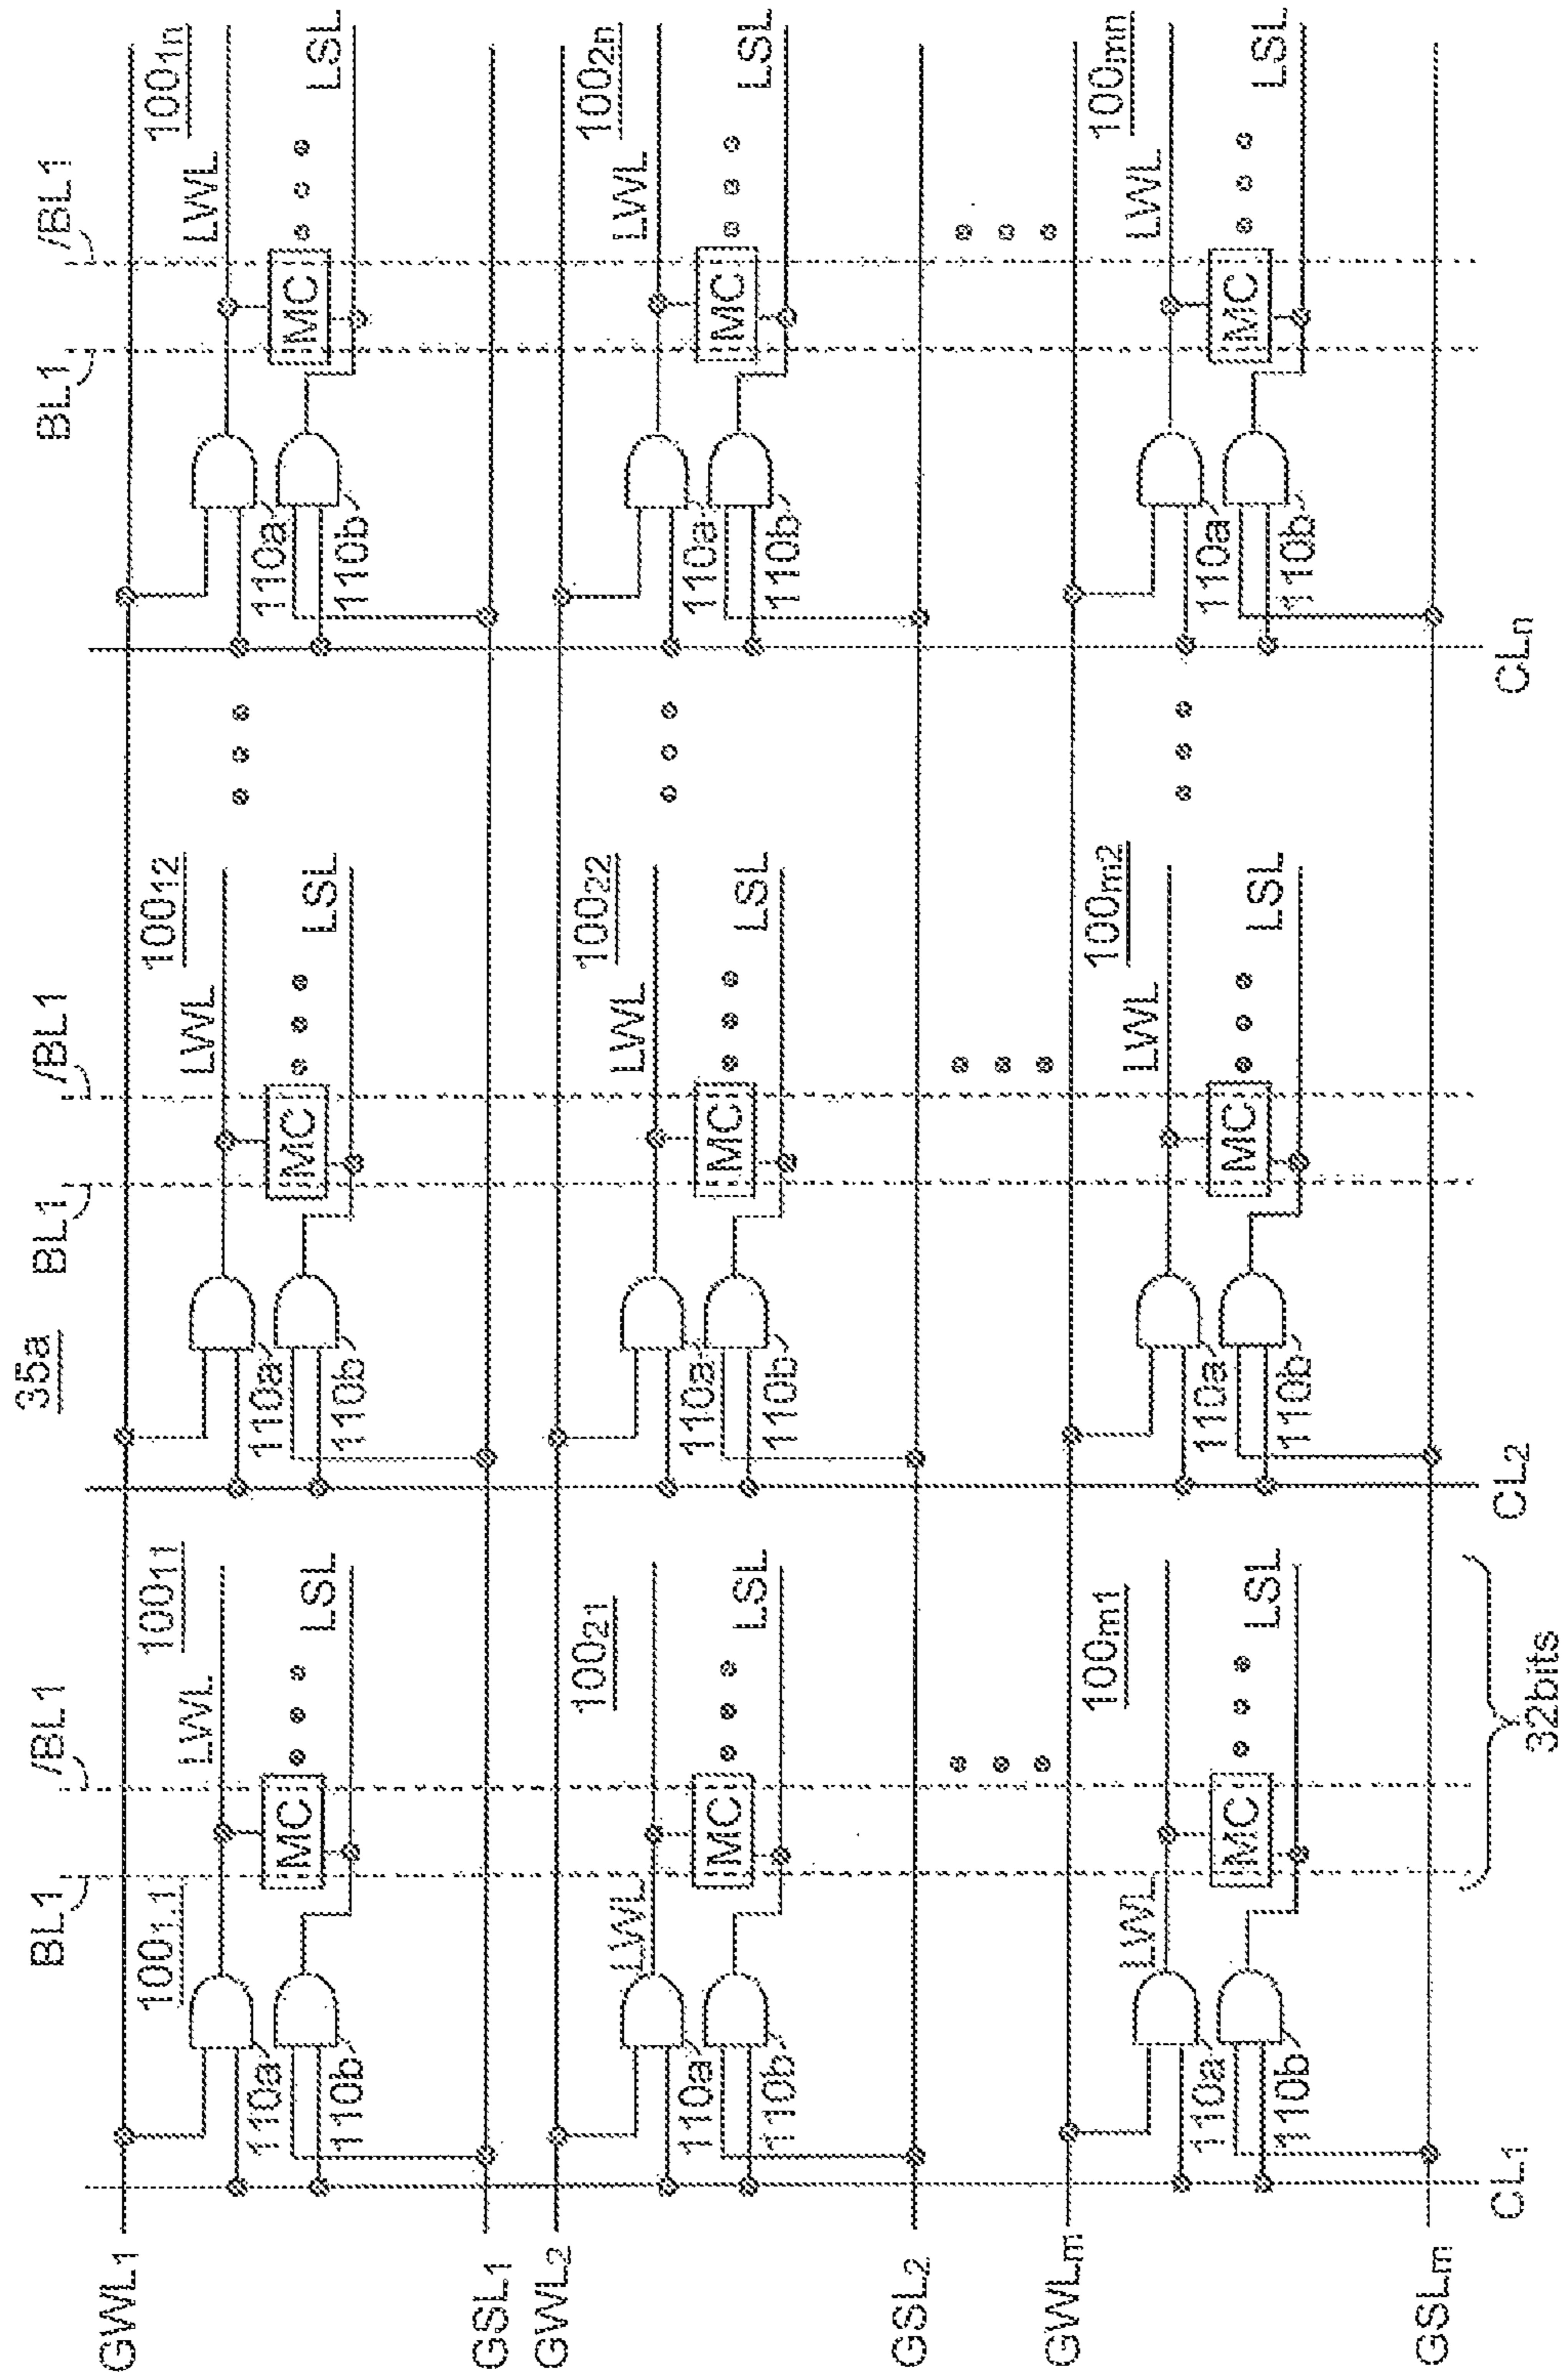 35a
BL1 /BL1 BL1 /BL1 BL1 /BL1
GWL1
100₁.₁ LWL 100₁₁ LWL 100₁₂ LWL 100₁ₙ
110a MC 110a MC 110a MC
110b LSL 110b LSL 110b LSL
GSL1
GWL2
LWL 100₂₁ LWL 100₂₂ LWL 100₂ₙ
110a MC 110a MC 110a MC
110b LSL 110b LSL 110b LSL
GSL2
GWLm
LWL 100m1 LWL 100m2 LWL 100mn
110a MC 110a MC 110a MC
110b LSL 110b LSL 110b LSL
GSLm
CL1 CL2 CLn
32bits